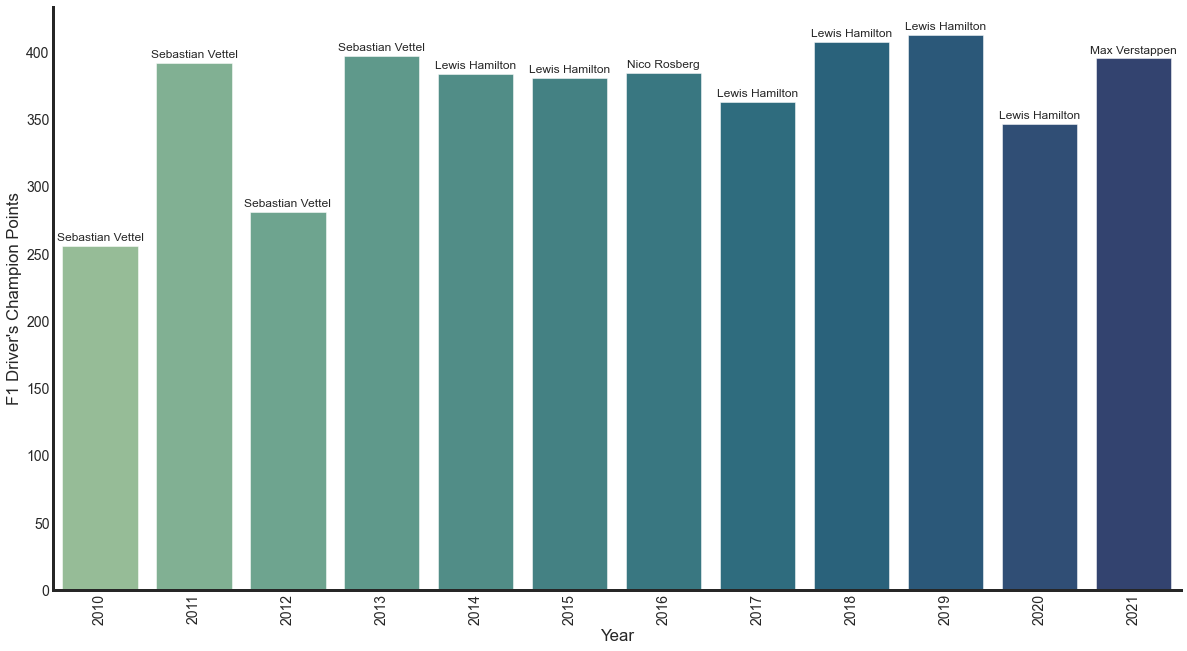 Lewis Hamilton
Lewis Hamilton
Sebastian Vettel
Max Verstappen
Sebastian Vettel
Lewis Hamilton
Nico Rosberg
Lewis Hamilton
Lewis Hamilton
Lewis Hamilton
Sebastian Vettel
Sebastian Vettel
F1 Driver's Champion Points
400
350
300
250
200
150
100
50
0
2010
2011
2012
2013
2014
2015
2016
2017
2018
2019
2020
2021
Year